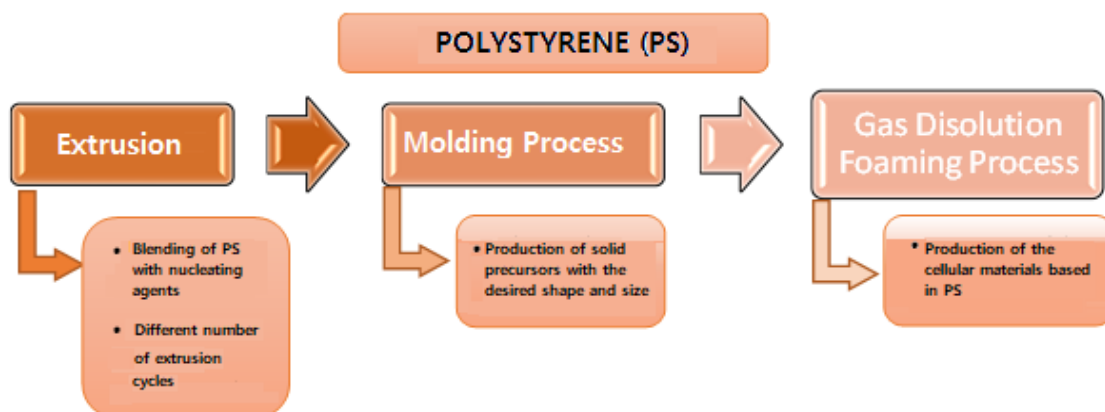 POLYSTYRENE (PS)
Extrusion
Molding Process
Gas Disolution
Foaming Process
• Blending of PS
with nucleating
agents
• Different number
of extrusion
cycles
• Production of solid
precursors with the
desired shape and size
• Production of the
cellular materials based
in PS